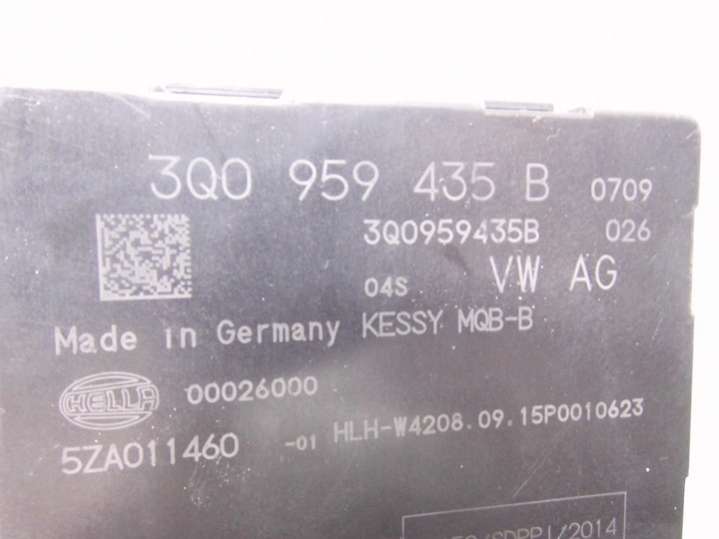 3Q0 959 435 B 0709
3Q0959435B 026
04S VW AG
Made in Germany KESSY MQB-B
HELLA 00026000
5ZA011460 -01 HLH-W4208.09.15P0010623
/2014